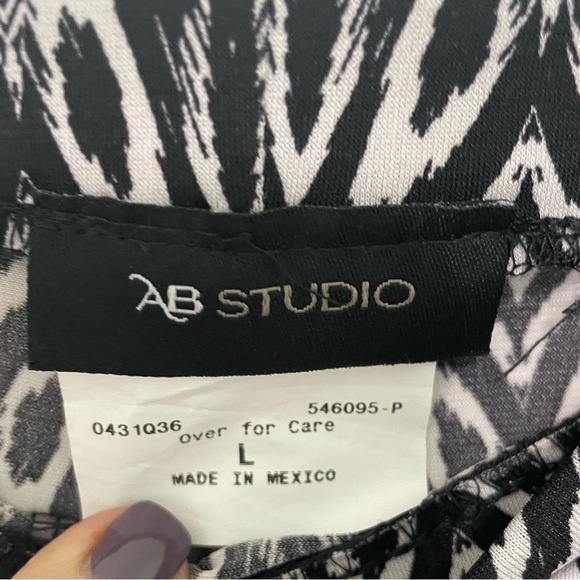 AB STUDIO
546095-P
0431Q36
over for Care
L
MADE IN MEXICO